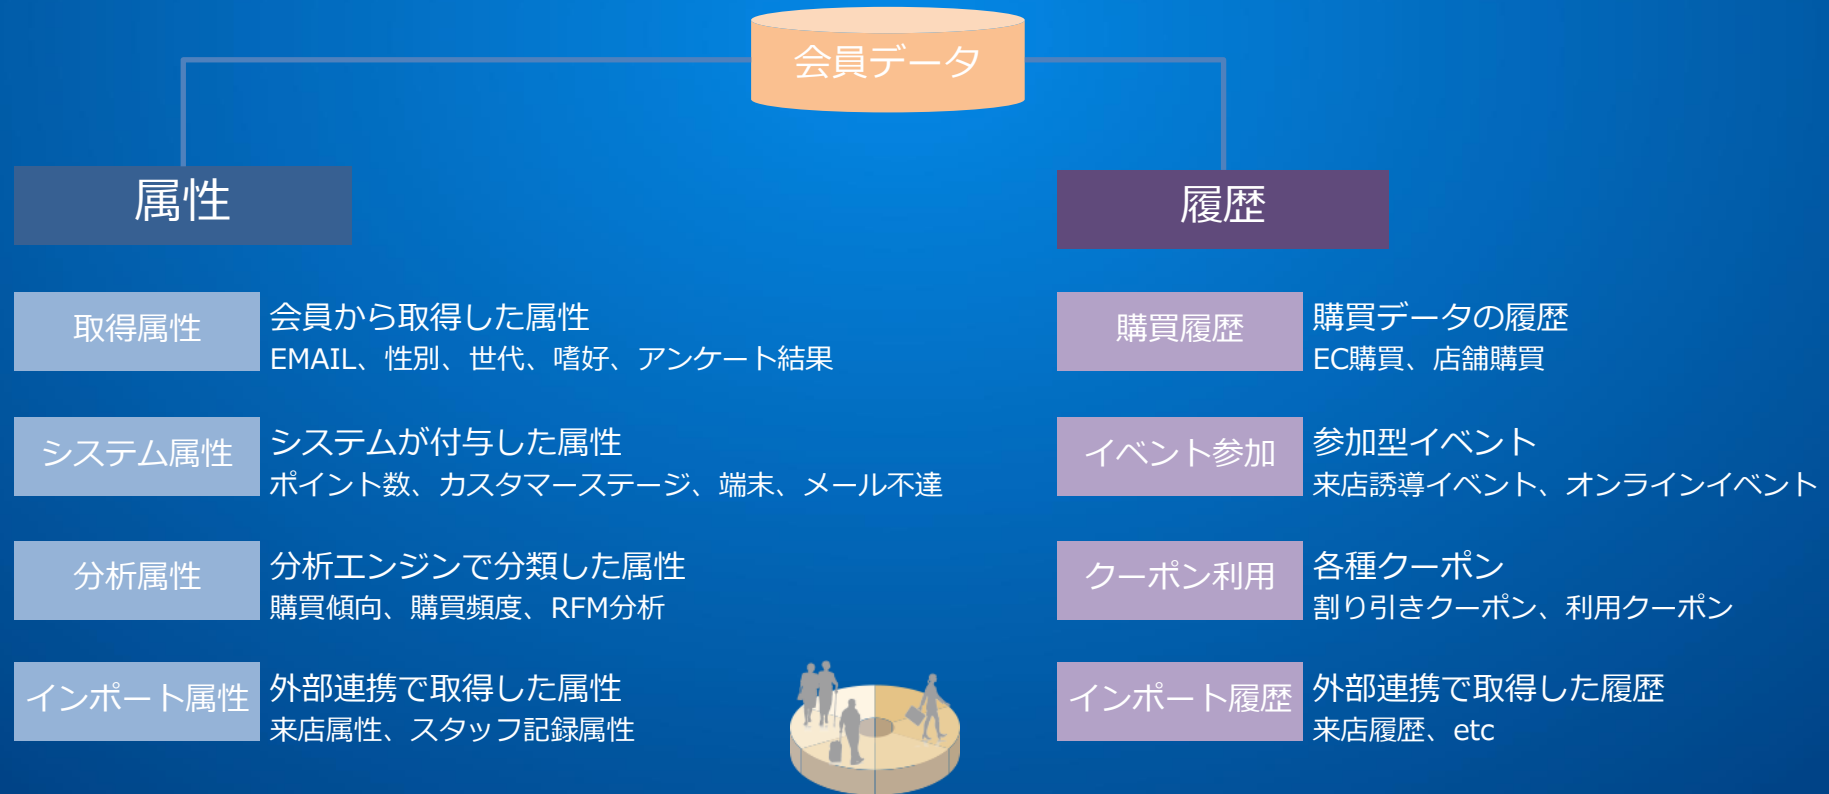 会員データ
属性
取得属性
会員から取得した属性
EMAIL、性別、世代、嗜好、アンケート結果
システム属性
システムが付与した属性
ポイント数、カスタマーステージ、端末、メール不達
分析属性
分析エンジンで分類した属性
購買傾向、購買頻度、RFM分析
インポート属性
外部連携で取得した属性
来店属性、スタッフ記録属性
履歴
購買履歴
購買データの履歴
EC購買、店舗購買
イベント参加
参加型イベント
来店誘導イベント、オンラインイベント
クーポン利用
各種クーポン
割り引きクーポン、利用クーポン
インポート履歴
外部連携で取得した履歴
来店履歴、etc